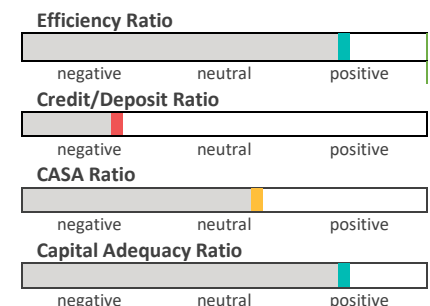 Efficiency Ratio
negative neutral positive
Credit/Deposit Ratio
negative neutral positive
CASA Ratio
negative neutral positive
Capital Adequacy Ratio
negative neutral positive